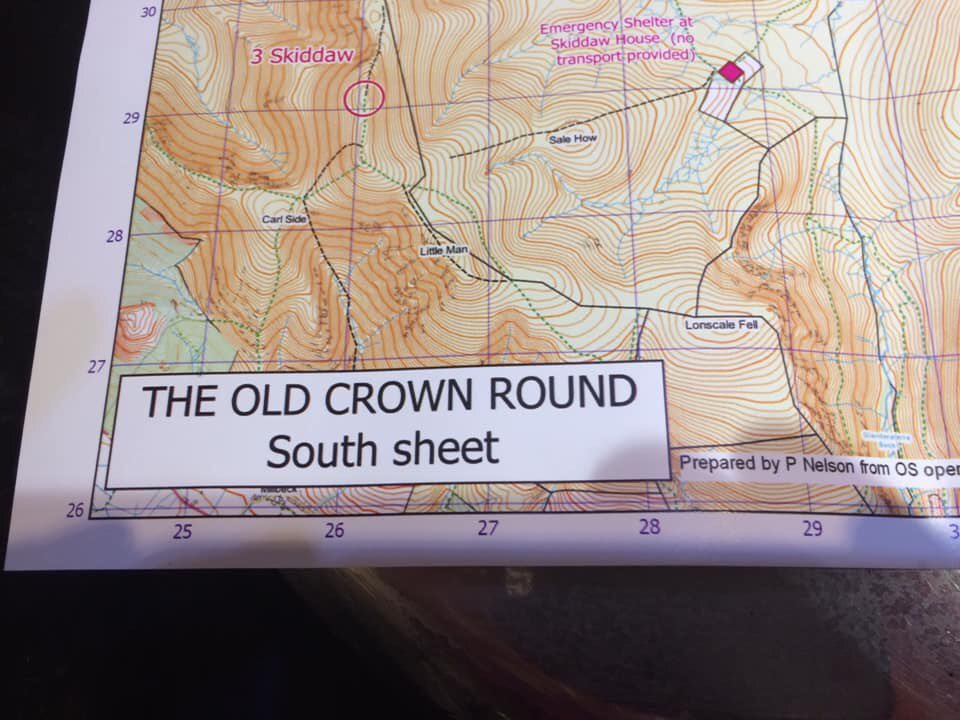 30
3 Skiddaw
Emergency Shelter at
Skiddaw House (no
transport provided)
29
Sale How
Carl Side
28
Little Man
Lonscale Fell
27
THE OLD CROWN ROUND
South sheet
Prepared by P Nelson from OS open
Millbeck
26
25
26
27
28
29
3